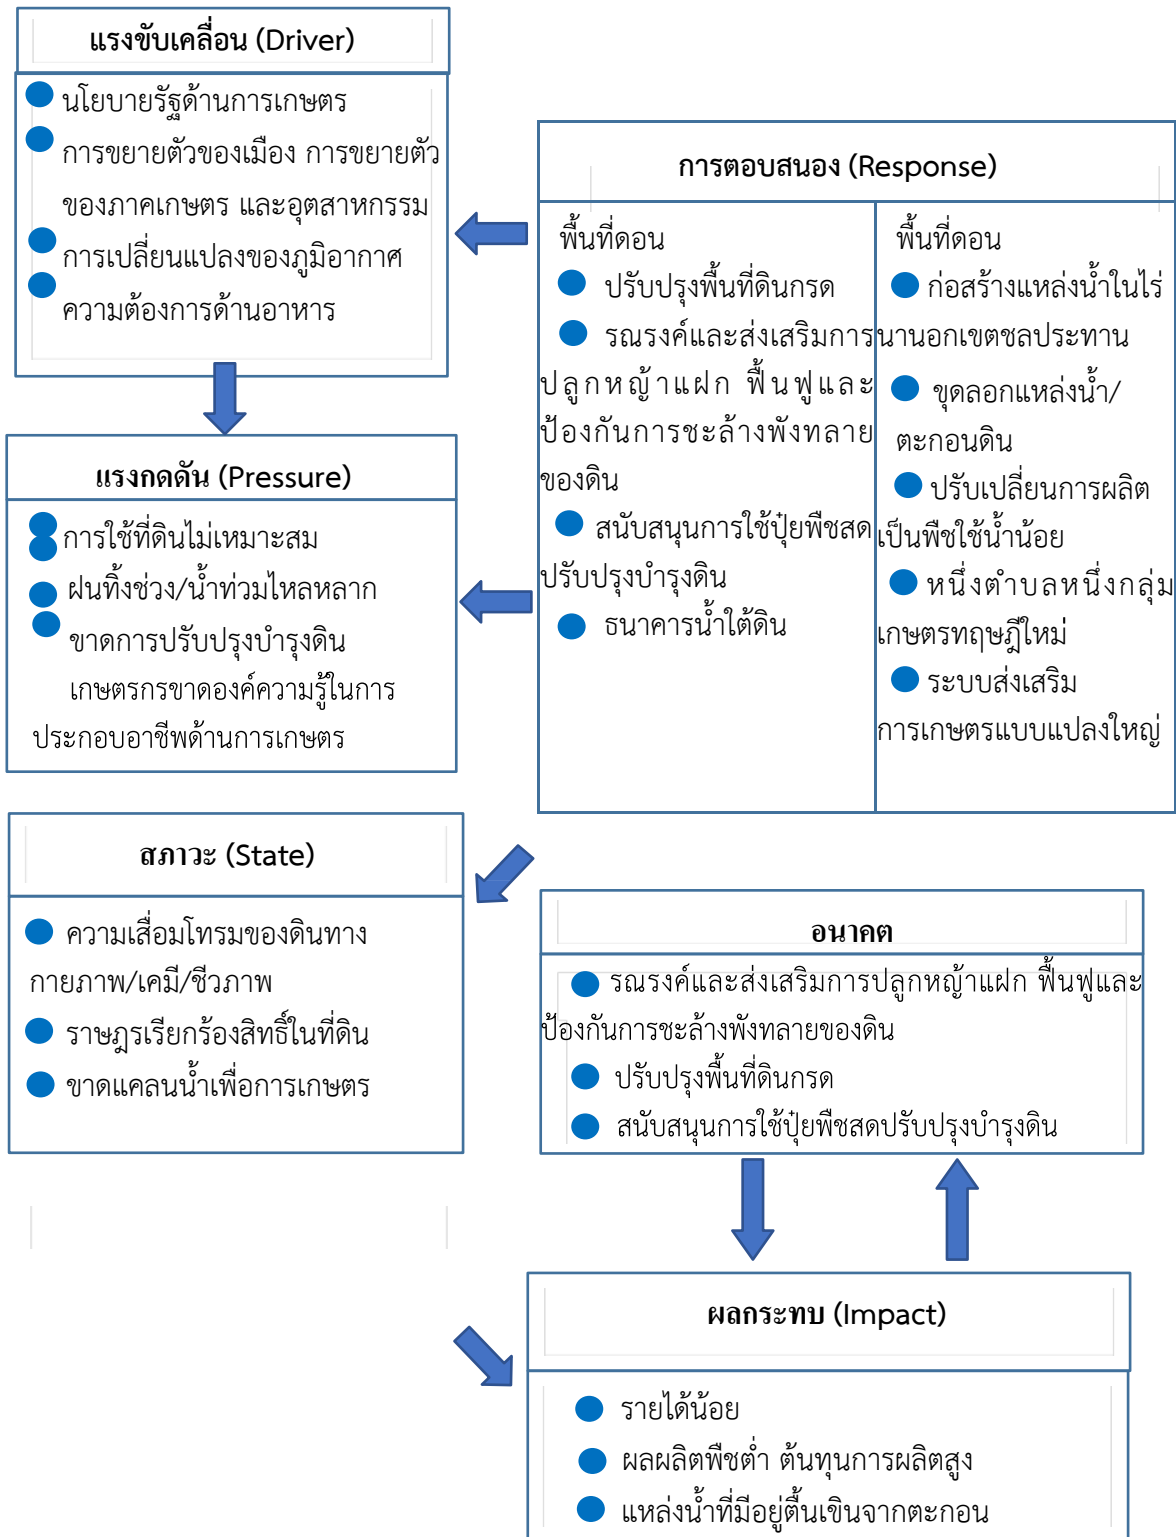 แรงขับเคลื่อน (Driver)
นโยบายรัฐด้านการเกษตร
การขยายตัวของเมือง การขยายตัว
ของภาคเกษตร และอุตสาหกรรม
การเปลี่ยนแปลงของภูมิอากาศ
ความต้องการด้านอาหาร
แรงกดดัน (Pressure)
การใช้ที่ดินไม่เหมาะสม
ฝนทิ้งช่วง/น้ำท่วมไหลหลาก
ขาดการปรับปรุงบำรุงดิน
เกษตรกรขาดองค์ความรู้ในการ
ประกอบอาชีพด้านการเกษตร
การตอบสนอง (Response)
พื้นที่ดอน
ปรับปรุงพื้นที่ดินกรด
รณรงค์และส่งเสริมการ
ปลูกหญ้าแฝก ฟื้นฟูและ
ป้องกันการชะล้างพังทลาย
ของดิน
สนับสนุนการใช้ปุ๋ยพืชสด
ปรับปรุงบำรุงดิน
ธนาคารน้ำใต้ดิน
พื้นที่ดอน
ก่อสร้างแหล่งน้ำในไร่
นานอกเขตชลประทาน
ขุดลอกแหล่งน้ำ/
ตะกอนดิน
ปรับเปลี่ยนการผลิต
เป็นพืชใช้น้ำน้อย
หนึ่งตำบลหนึ่งกลุ่ม
เกษตรทฤษฎีใหม่
ระบบส่งเสริม
การเกษตรแบบแปลงใหญ่
สภาวะ (State)
ความเสื่อมโทรมของดินทาง
กายภาพ/เคมี/ชีวภาพ
ราษฎรเรียกร้องสิทธิ์ในที่ดิน
ขาดแคลนน้ำเพื่อการเกษตร
อนาคต
รณรงค์และส่งเสริมการปลูกหญ้าแฝก ฟื้นฟูและ
ป้องกันการชะล้างพังทลายของดิน
ปรับปรุงพื้นที่ดินกรด
สนับสนุนการใช้ปุ๋ยพืชสดปรับปรุงบำรุงดิน
ผลกระทบ (Impact)
รายได้น้อย
ผลผลิตพืชต่ำ ต้นทุนการผลิตสูง
แหล่งน้ำที่มีอยู่ตื้นเขินจากตะกอน